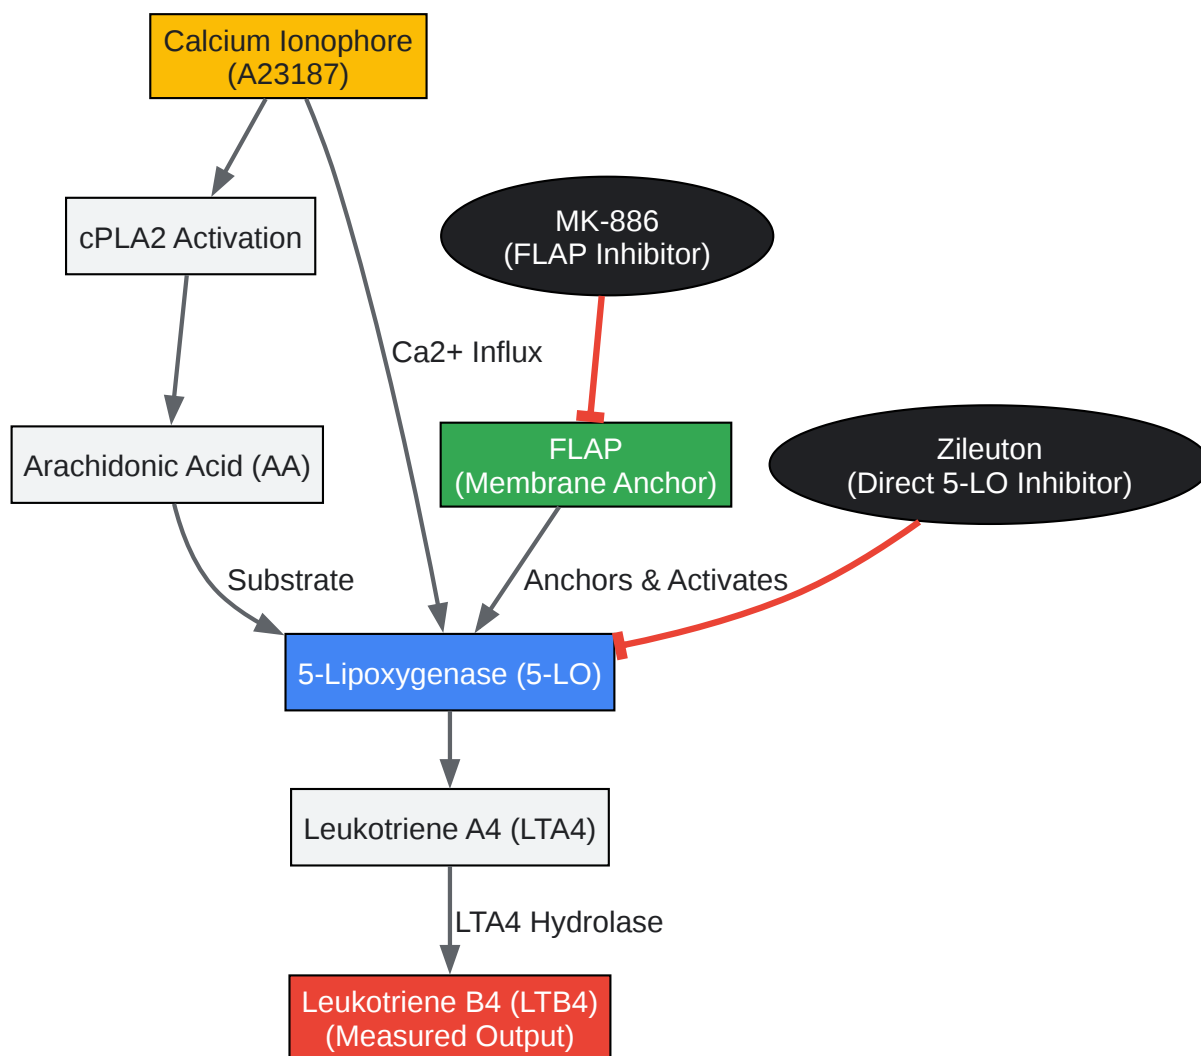 Calcium Ionophore
(A23187)
cPLA2 Activation
MK-886
(FLAP Inhibitor)
Ca2+ Influx
Arachidonic Acid (AA)
FLAP
(Membrane Anchor)
Zileuton
(Direct 5-LO Inhibitor)
Substrate
Anchors & Activates
5-Lipoxygenase (5-LO)
Leukotriene A4 (LTA4)
LTA4 Hydrolase
Leukotriene B4 (LTB4)
(Measured Output)